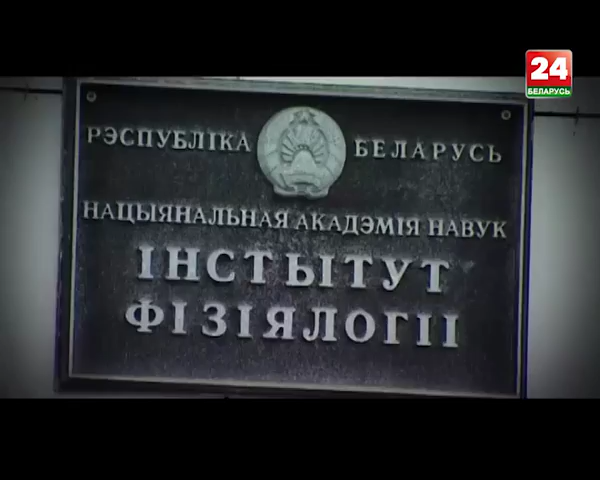 24
БЕЛАРУСЬ
РЭСПУБЛІКА БЕЛАРУСЬ
НАЦЫЯНАЛЬНАЯ АКАДЭМІЯ НАВУК
ІНСТЫТУТ
ФІЗІЯЛОГІІ